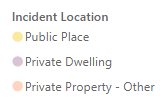 Incident Location
Public Place
Private Dwelling
Private Property - Other